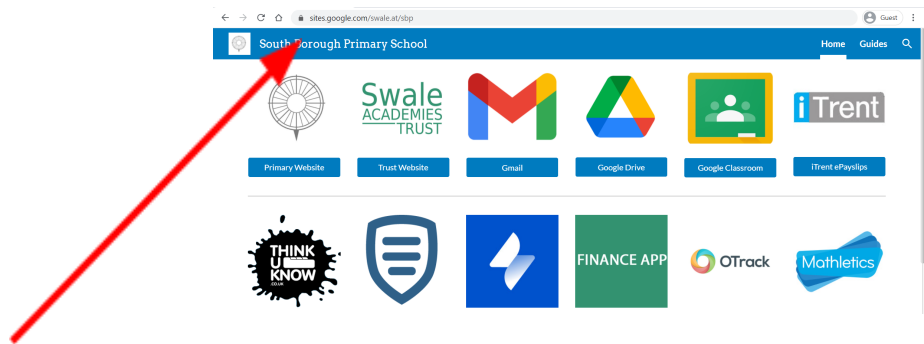 sites.google.com/swale.at/sbp
Guest
South Borough Primary School
Home Guides
Swale
ACADEMIES
TRUST
iTrent
Primary Website
Trust Website
Gmail
Google Drive
Google Classroom
iTrent ePayslips
THINK
U
KNOW
.CO.UK
FINANCE APP
OTrack
Mathletics